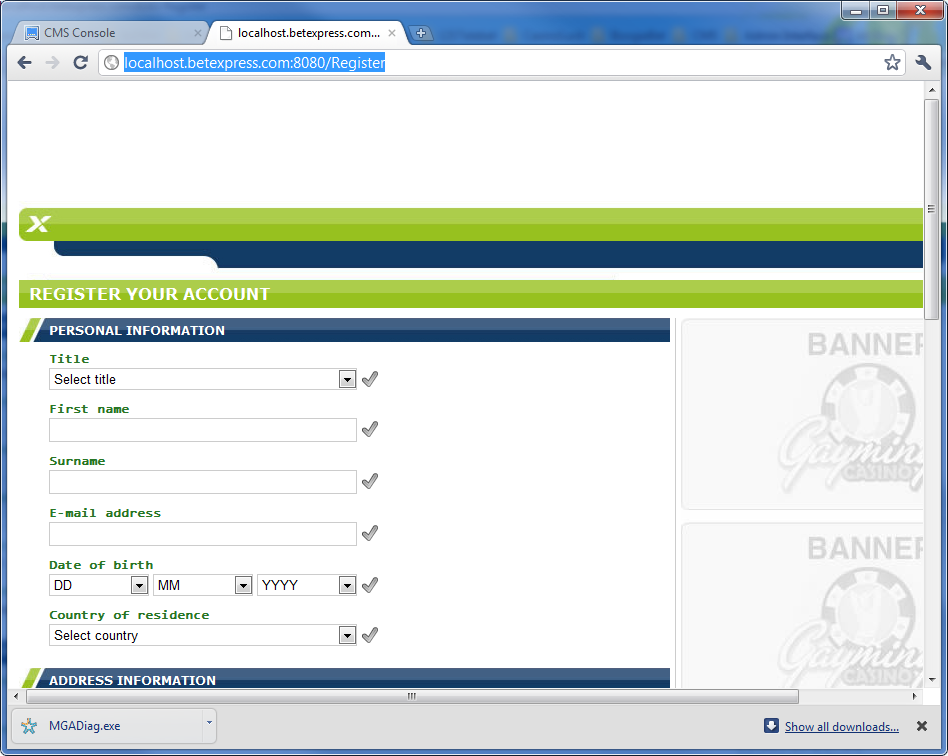 CMS Console
localhost.betexpress.com...
localhost.betexpress.com:8080/Register
X
REGISTER YOUR ACCOUNT
PERSONAL INFORMATION
Title
Select title
First name
Surname
E-mail address
Date of birth
DD MM YYYY
Country of residence
Select country
ADDRESS INFORMATION
BANNER
Gaymin
CASINO
BANNER
Gaymin
CASINO
MGADiag.exe
Show all downloads...